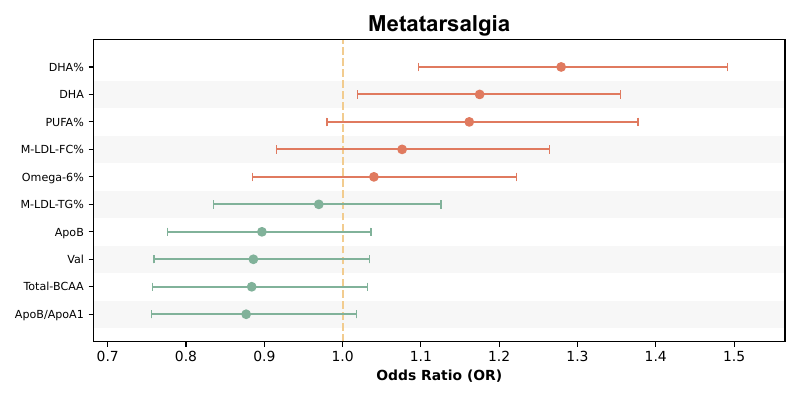 Metatarsalgia
DHA%
DHA
PUFA%
M-LDL-FC%
Omega-6%
M-LDL-TG%
ApoB
Val
Total-BCAA
ApoB/ApoA1
0.7 0.8 0.9 1.0 1.1 1.2 1.3 1.4 1.5
Odds Ratio (OR)